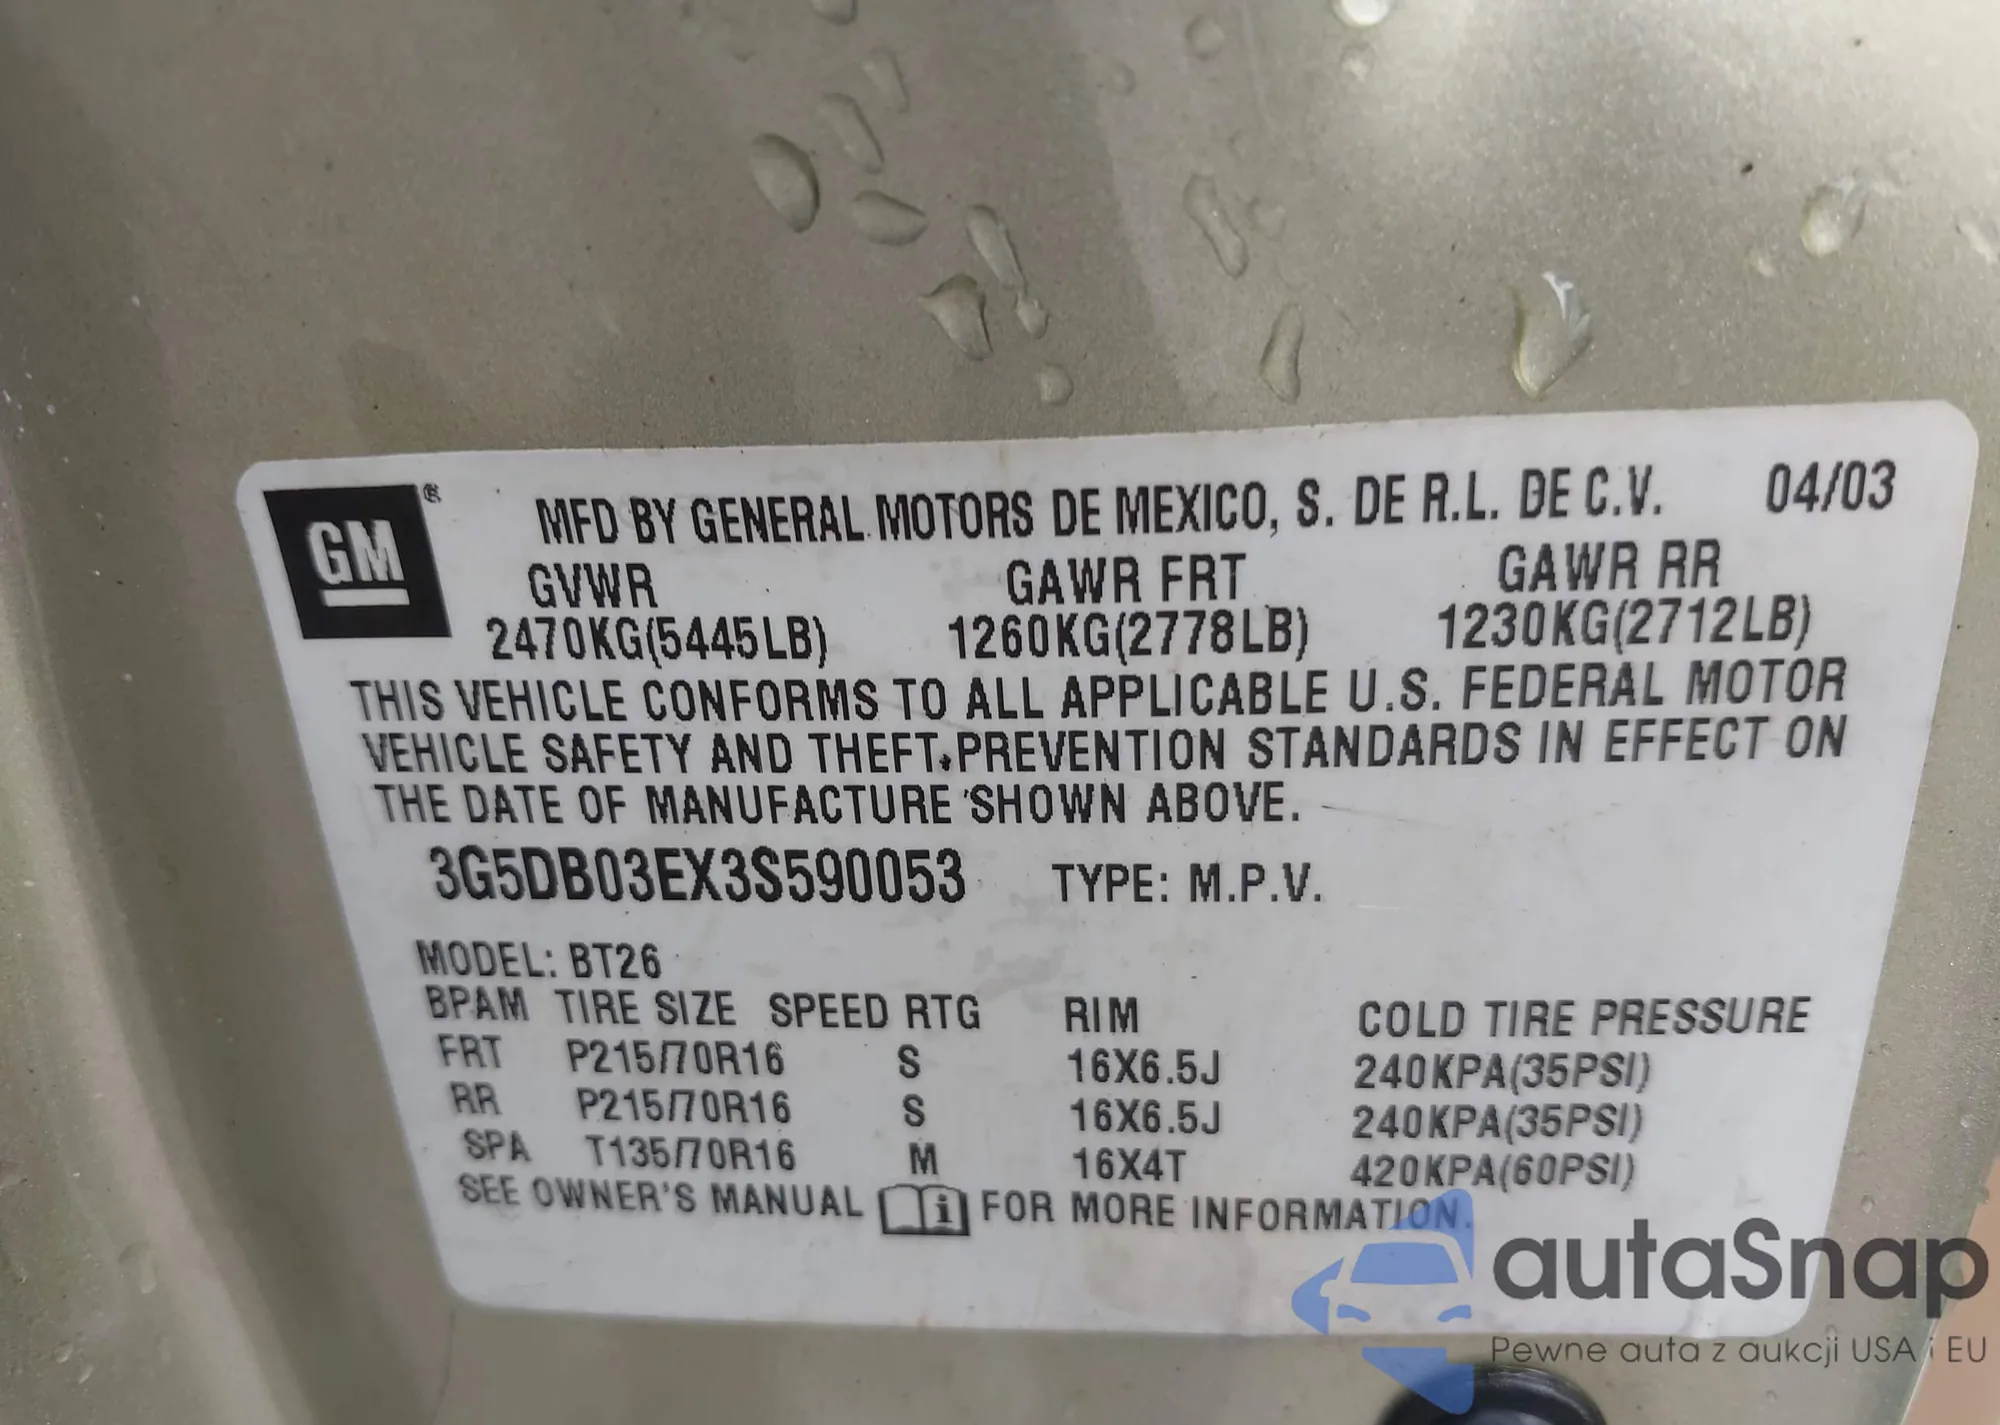 GM®
MFD BY GENERAL MOTORS DE MEXICO, S. DE R.L. DE C.V. 04/03
GVWR GAWR FRT GAWR RR
2470KG(5445LB) 1260KG(2778LB) 1230KG(2712LB)
THIS VEHICLE CONFORMS TO ALL APPLICABLE U.S. FEDERAL MOTOR
VEHICLE SAFETY AND THEFT PREVENTION STANDARDS IN EFFECT ON
THE DATE OF MANUFACTURE SHOWN ABOVE.
3G5DB03EX3S590053 TYPE: M.P.V.
MODEL: BT26
BPAM TIRE SIZE SPEED RTG RIM COLD TIRE PRESSURE
FRT P215/70R16 S 16X6.5J 240KPA(35PSI)
RR P215/70R16 S 16X6.5J 240KPA(35PSI)
SPA T135/70R16 M 16X4T 420KPA(60PSI)
SEE OWNER'S MANUAL i FOR MORE INFORMATION.
autaSnap
Pewne auta z aukcji USA i EU